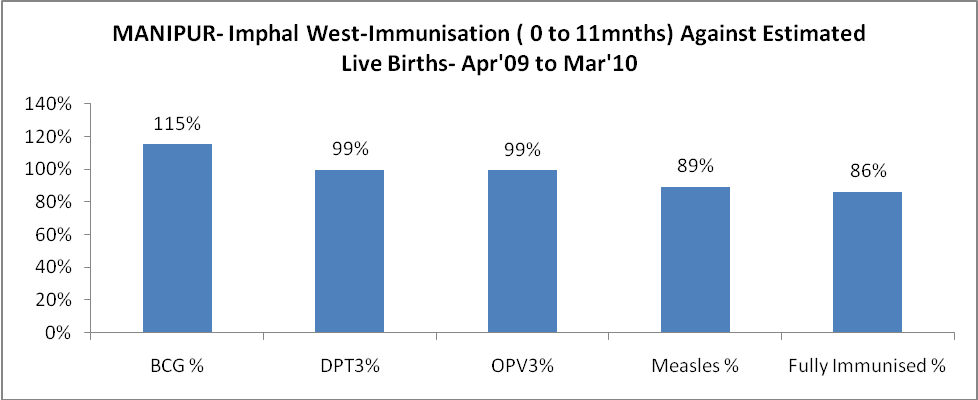 MANIPUR- Imphal West-Immunisation ( 0 to 11mnths) Against Estimated
Live Births- Apr'09 to Mar'10
140%
120%
100%
80%
60%
40%
20%
0%
115%
99%
99%
89%
86%
BCG %
DPT3%
OPV3%
Measles %
Fully Immunised %